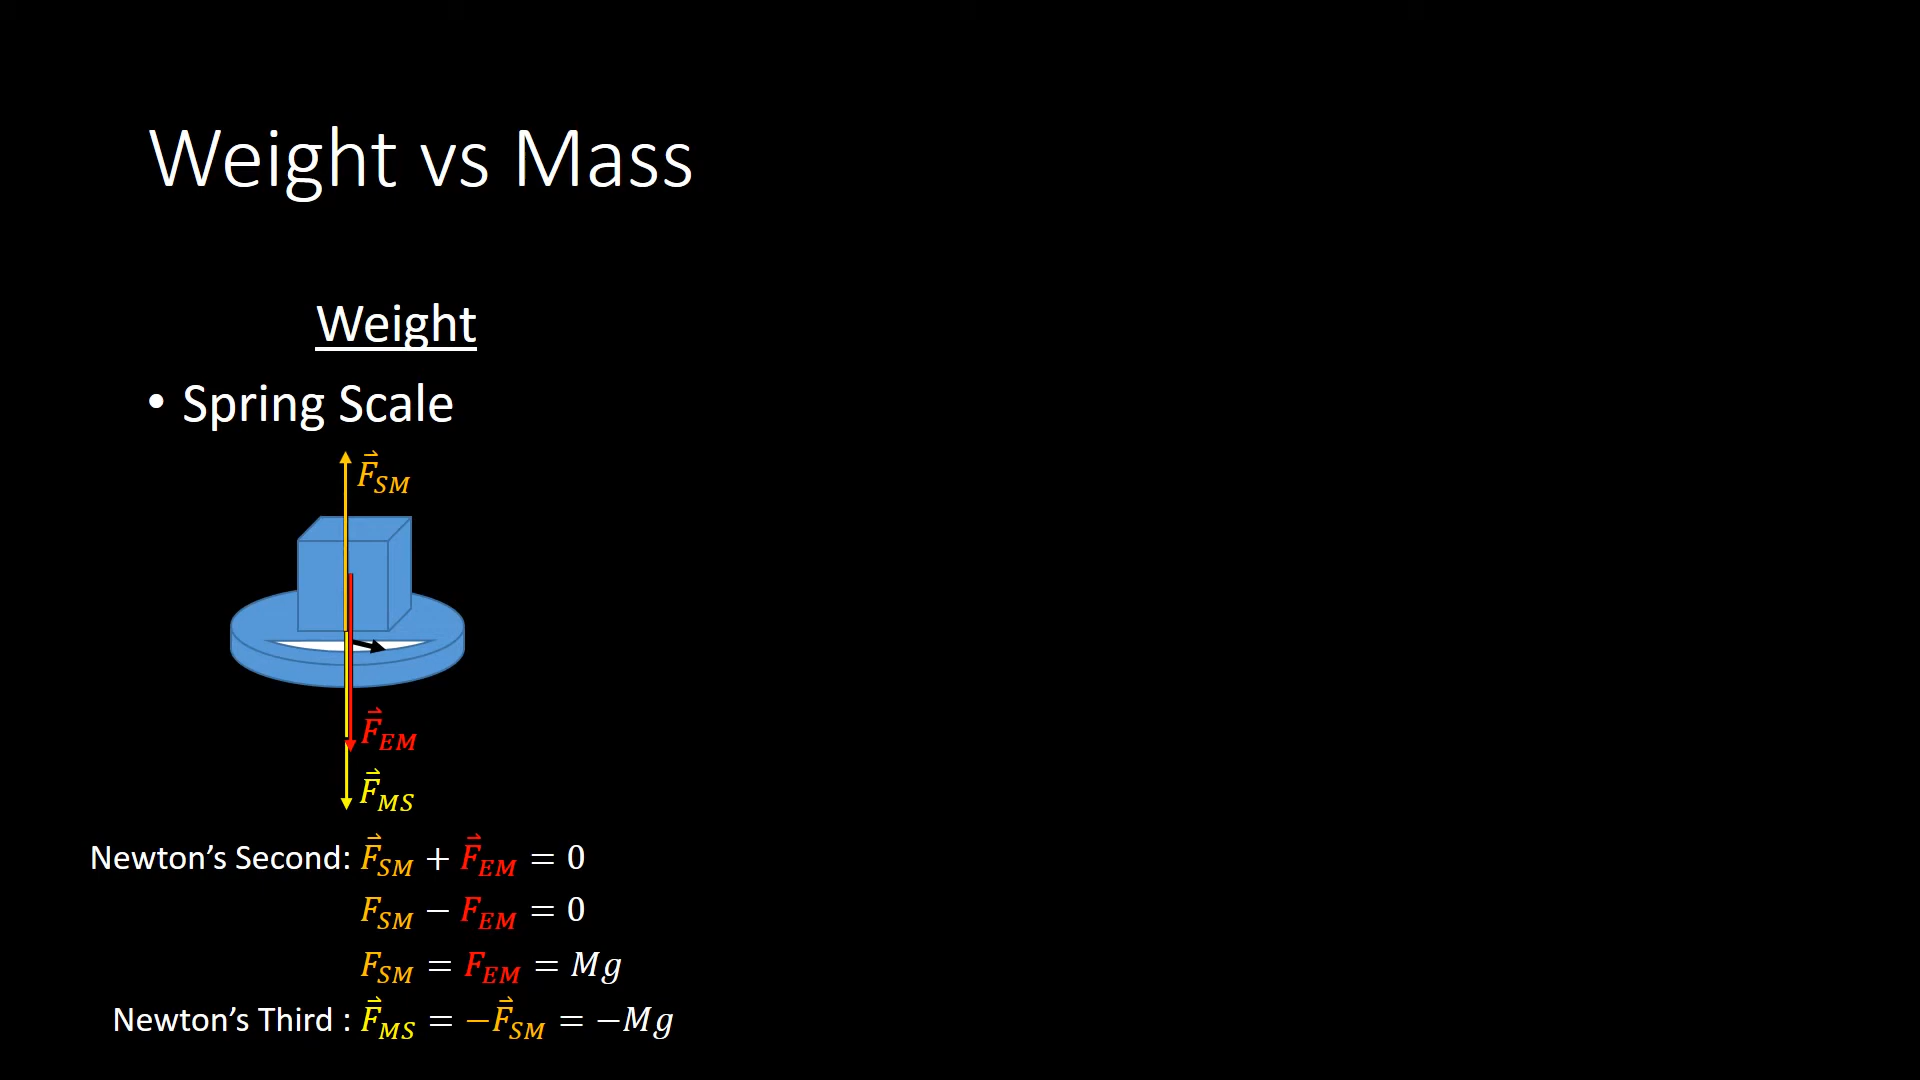 Weight vs Mass
Weight
• Spring Scale
F⃗_SM
F⃗_EM
F⃗_MS
Newton’s Second: F⃗_SM + F⃗_EM = 0
F_SM − F_EM = 0
F_SM = F_EM = Mg
Newton’s Third : F⃗_MS = −F⃗_SM = −Mg